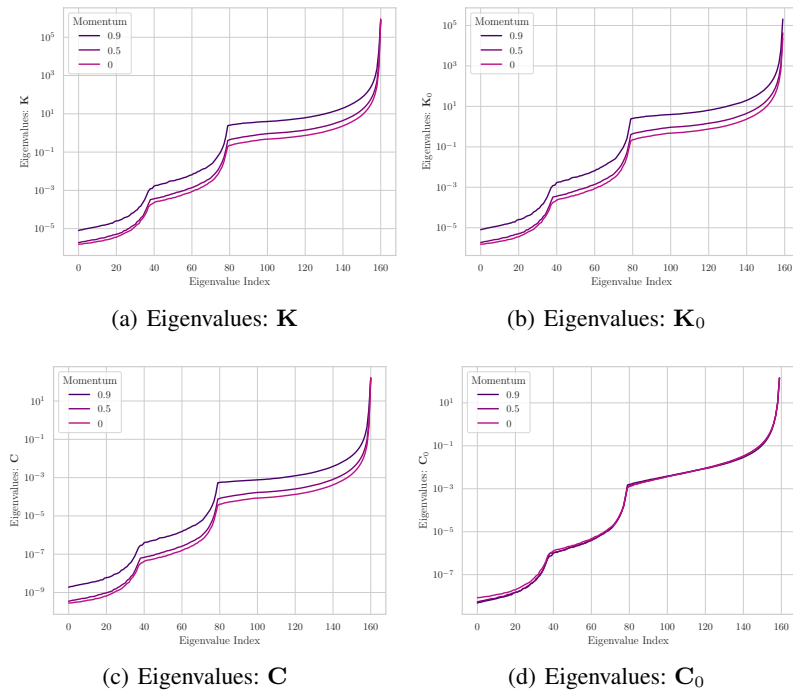 Momentum
0.9
0.5
0
10^5
10^3
10^1
10^-1
10^-3
10^-5
Eigenvalues: K
0 20 40 60 80 100 120 140 160
Eigenvalue Index
(a) Eigenvalues: K
Momentum
0.9
0.5
0
10^5
10^3
10^1
10^-1
10^-3
10^-5
Eigenvalues: K₀
0 20 40 60 80 100 120 140 160
Eigenvalue Index
(b) Eigenvalues: K₀
Momentum
0.9
0.5
0
10^1
10^-1
10^-3
10^-5
10^-7
10^-9
Eigenvalues: C
0 20 40 60 80 100 120 140 160
Eigenvalue Index
(c) Eigenvalues: C
Momentum
0.9
0.5
0
10^1
10^-1
10^-3
10^-5
10^-7
Eigenvalues: C₀
0 20 40 60 80 100 120 140 160
Eigenvalue Index
(d) Eigenvalues: C₀